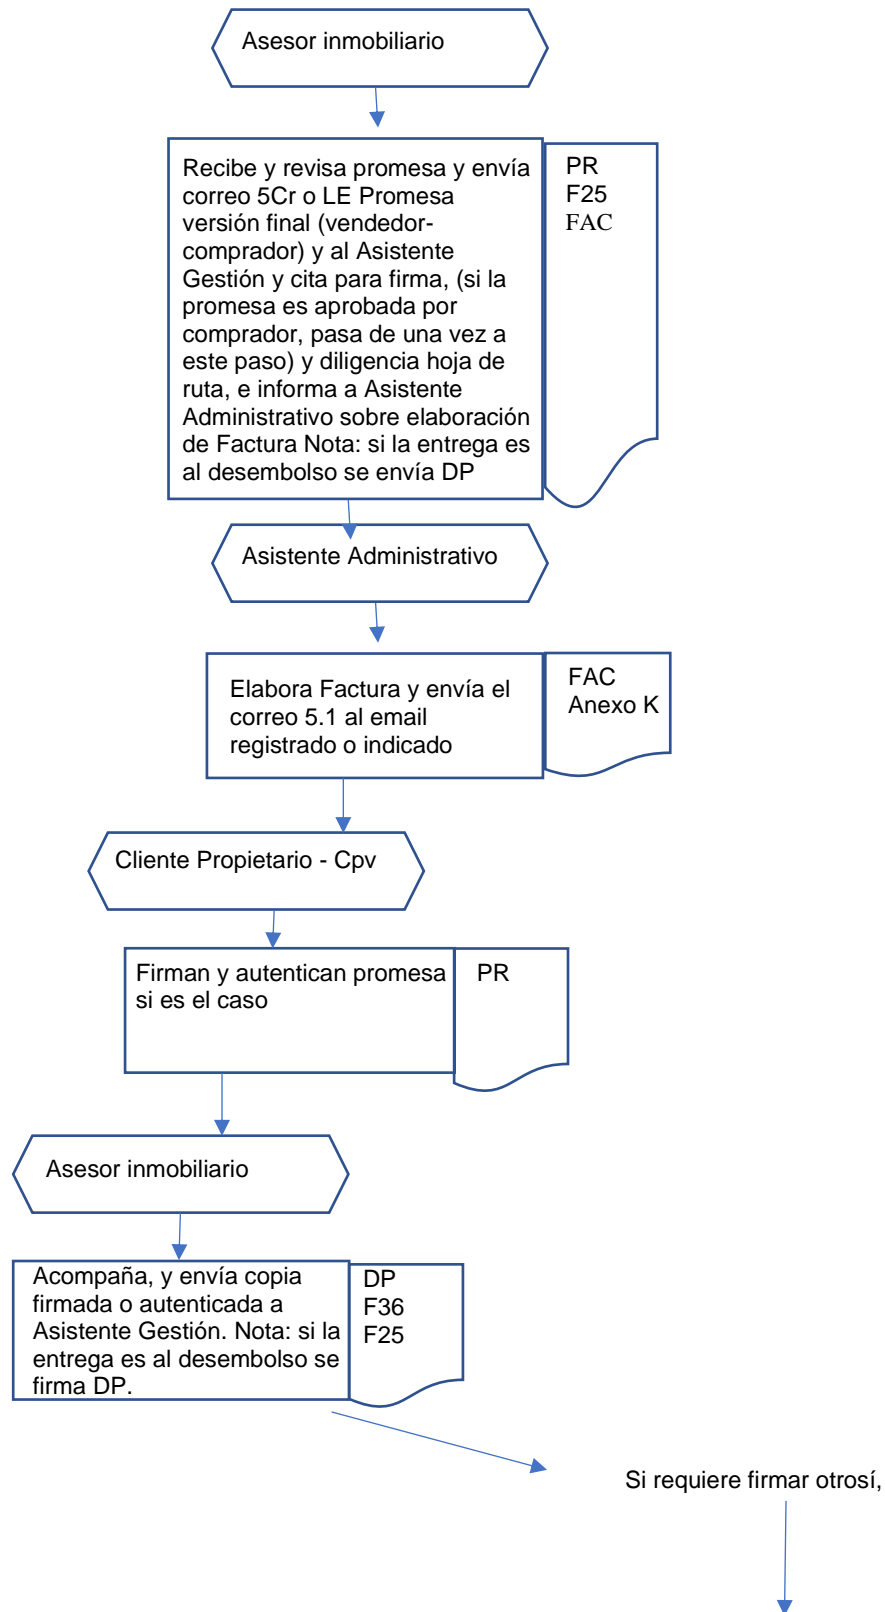 Asesor inmobiliario
Recibe y revisa promesa y envía
correo 5Cr o LE Promesa
versión final (vendedor-
comprador) y al Asistente
Gestión y cita para firma, (si la
promesa es aprobada por
comprador, pasa de una vez a
este paso) y diligencia hoja de
ruta, e informa a Asistente
Administrativo sobre elaboración
de Factura Nota: si la entrega es
al desembolso se envía DP
PR
F25
FAC
Asistente Administrativo
Elabora Factura y envía el
correo 5.1 al email
registrado o indicado
FAC
Anexo K
Cliente Propietario - Cpv
Firman y autentican promesa
si es el caso
PR
Asesor inmobiliario
Acompaña, y envía copia
firmada o autenticada a
Asistente Gestión. Nota: si la
entrega es al desembolso se
firma DP.
DP
F36
F25
Si requiere firmar otrosí,